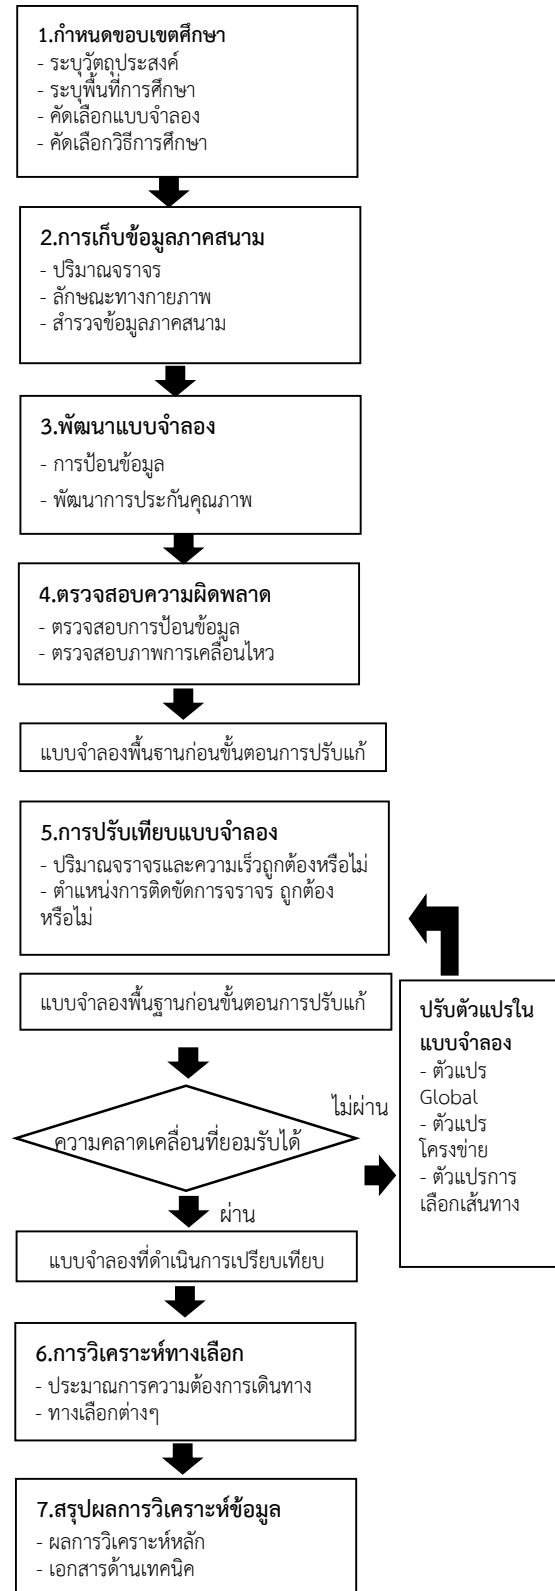 1.กำหนดขอบเขตศึกษา
- ระบุวัตถุประสงค์
- ระบุพื้นที่การศึกษา
- คัดเลือกแบบจำลอง
- คัดเลือกวิธีการศึกษา
2.การเก็บข้อมูลภาคสนาม
- ปริมาณจราจร
- ลักษณะทางกายภาพ
- สำรวจข้อมูลภาคสนาม
3.พัฒนาแบบจำลอง
- การป้อนข้อมูล
- พัฒนาการประกันคุณภาพ
4.ตรวจสอบความผิดพลาด
- ตรวจสอบการป้อนข้อมูล
- ตรวจสอบภาพการเคลื่อนไหว
แบบจำลองพื้นฐานก่อนขั้นตอนการปรับแก้
5.การปรับเทียบแบบจำลอง
- ปริมาณจราจรและความเร็วถูกต้องหรือไม่
- ตำแหน่งการติดขัดการจราจร ถูกต้อง
หรือไม่
แบบจำลองพื้นฐานก่อนขั้นตอนการปรับแก้
ปรับตัวแปรใน
แบบจำลอง
- ตัวแปร
Global
- ตัวแปร
โครงข่าย
- ตัวแปรการ
เลือกเส้นทาง
ไม่ผ่าน
ความคลาดเคลื่อนที่ยอมรับได้
ผ่าน
แบบจำลองที่ดำเนินการเปรียบเทียบ
6.การวิเคราะห์ทางเลือก
- ประมาณการความต้องการเดินทาง
- ทางเลือกต่างๆ
7.สรุปผลการวิเคราะห์ข้อมูล
- ผลการวิเคราะห์หลัก
- เอกสารด้านเทคนิค